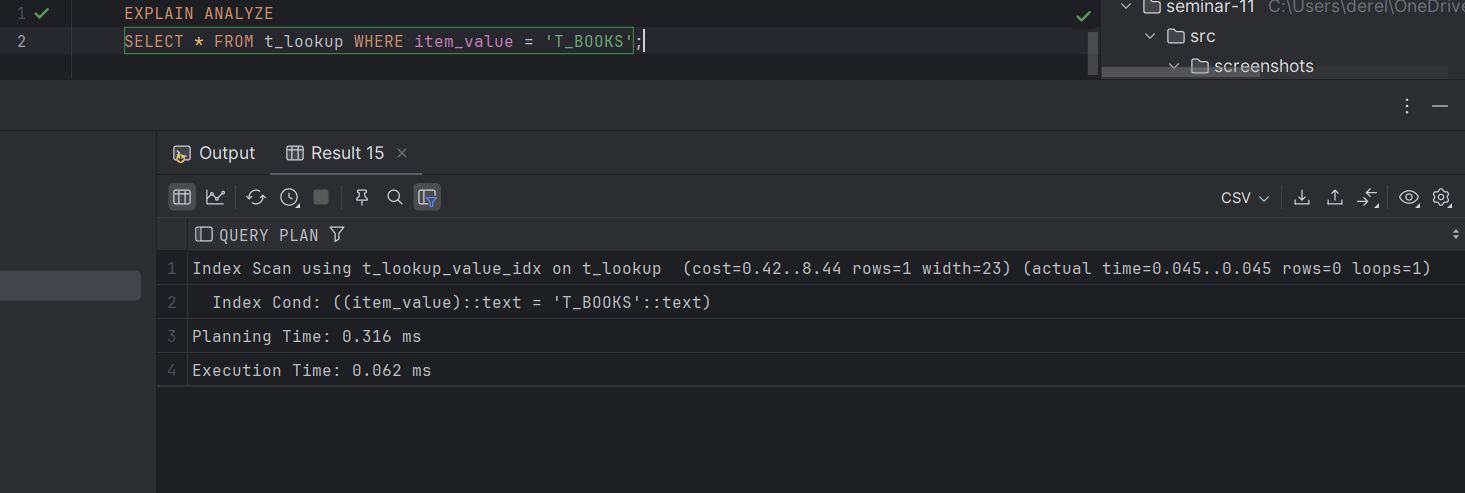 1 EXPLAIN ANALYZE
2 SELECT * FROM t_lookup WHERE item_value = 'T_BOOKS';
seminar-11 C:\Users\derel\OneDrive
src
screenshots
Output Result 15
CSV
QUERY PLAN
1 Index Scan using t_lookup_value_idx on t_lookup  (cost=0.42..8.44 rows=1 width=23) (actual time=0.045..0.045 rows=0 loops=1)
2   Index Cond: ((item_value)::text = 'T_BOOKS'::text)
3 Planning Time: 0.316 ms
4 Execution Time: 0.062 ms